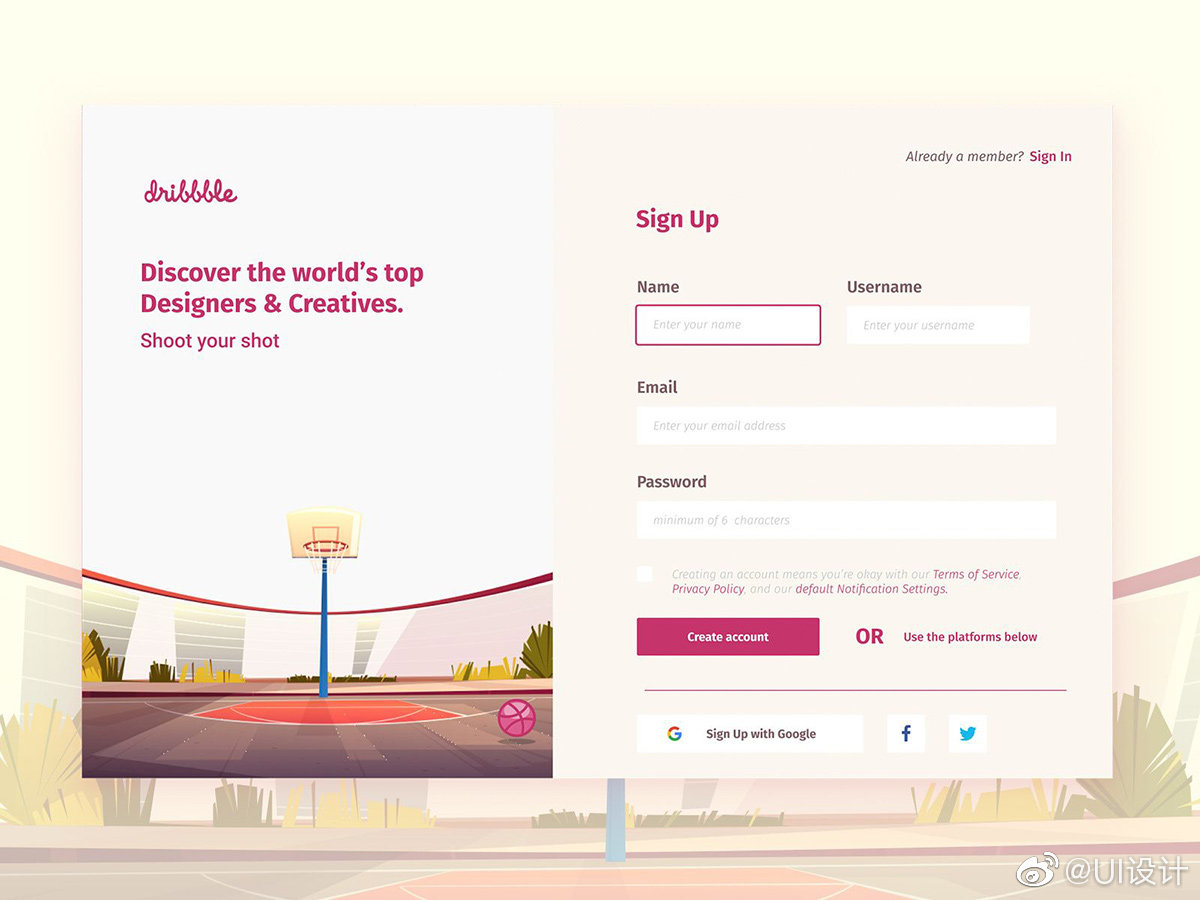 dribbble
Discover the world's top
Designers & Creatives.
Shoot your shot
Already a member? Sign In
Sign Up
Name
Username
Enter your name
Enter your username
Email
Enter your email address
Password
minimum of 6 characters
Creating an account means you're okay with our Terms of Service,
Privacy Policy, and our default Notification Settings.
Create account
OR
Use the platforms below
Sign Up with Google
@UI设计